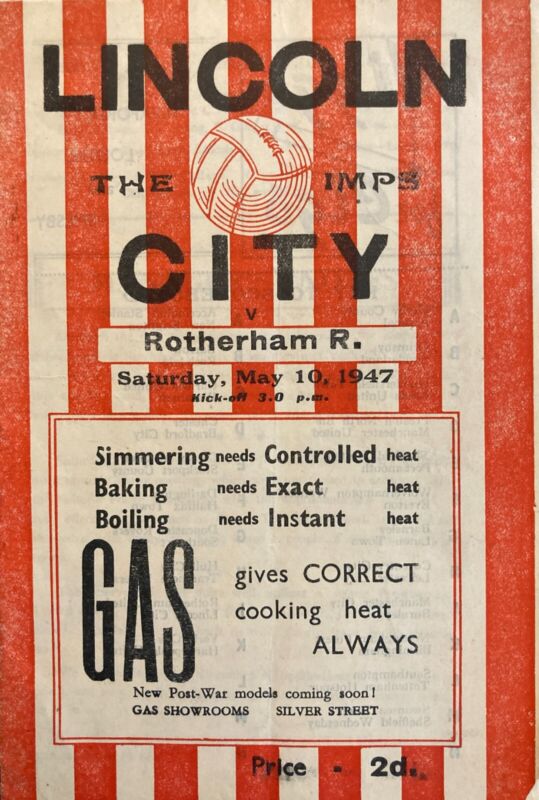 LINCOLN
THE IMPS
CITY
v
Rotherham R.
Saturday, May 10, 1947
Kick-off 3.0 p.m.
Simmering needs Controlled heat
Baking needs Exact heat
Boiling needs Instant heat
GAS
gives CORRECT
cooking heat
ALWAYS
New Post-War models coming soon!
GAS SHOWROOMS SILVER STREET
Price - 2d.